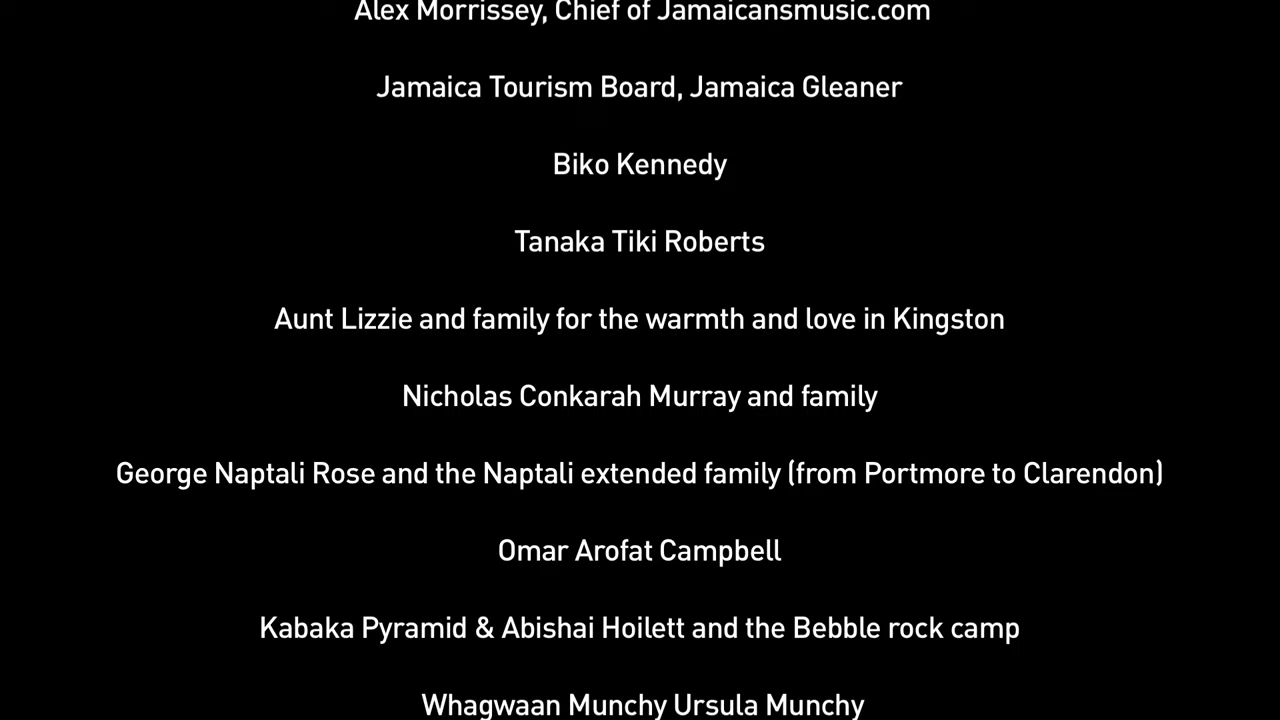 Alex Morrissey, Chief of Jamaicansmusic.com
Jamaica Tourism Board, Jamaica Gleaner
Biko Kennedy
Tanaka Tiki Roberts
Aunt Lizzie and family for the warmth and love in Kingston
Nicholas Conkarah Murray and family
George Naptali Rose and the Naptali extended family (from Portmore to Clarendon)
Omar Arofat Campbell
Kabaka Pyramid & Abishai Hoilett and the Bebble rock camp
Whagwaan Munchy Ursula Munchy